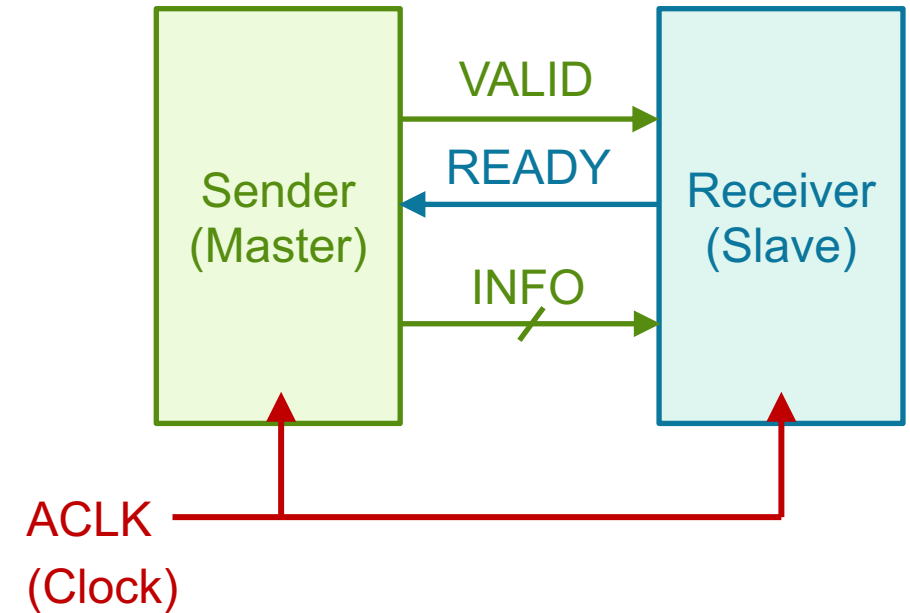 VALID
READY
Sender
(Master)
Receiver
(Slave)
INFO
ACLK
(Clock)